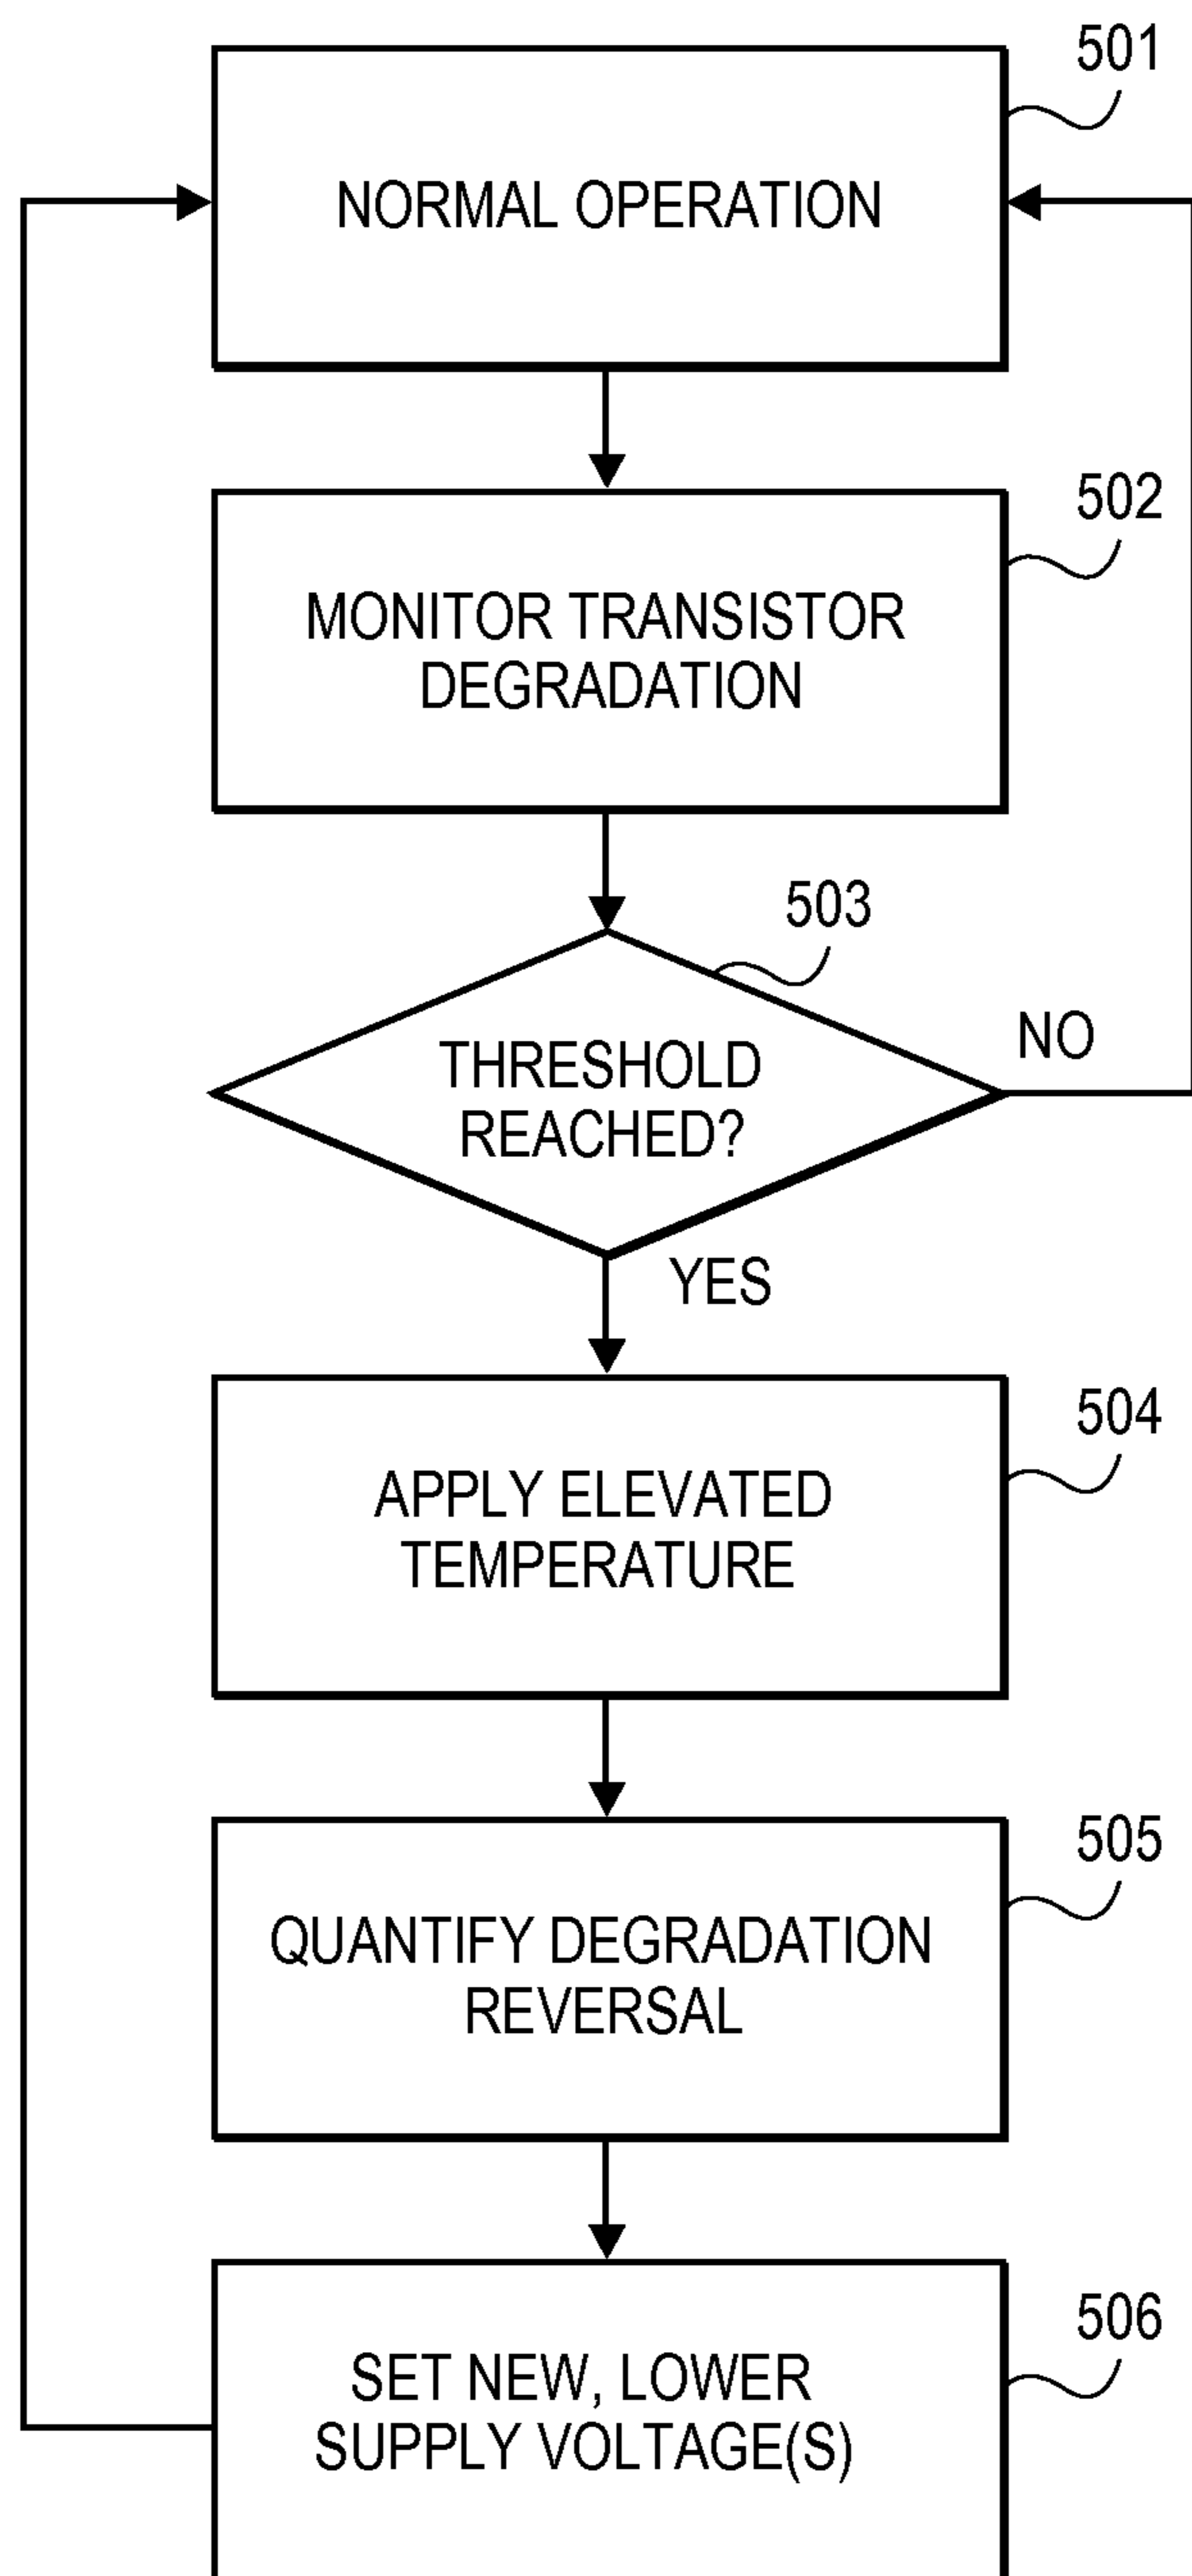 501
NORMAL OPERATION
502
MONITOR TRANSISTOR
DEGRADATION
503
THRESHOLD
REACHED?
NO
YES
504
APPLY ELEVATED
TEMPERATURE
505
QUANTIFY DEGRADATION
REVERSAL
506
SET NEW, LOWER
SUPPLY VOLTAGE(S)